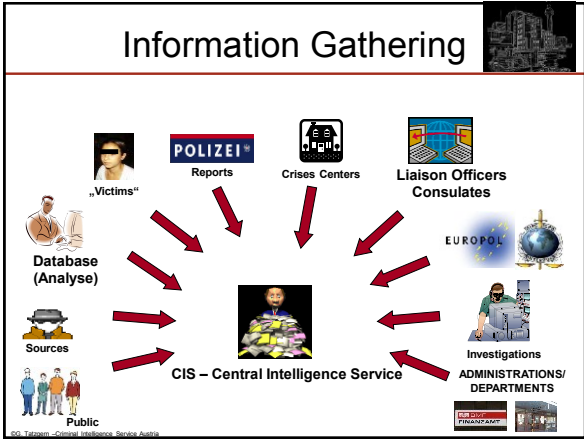 Information Gathering
POLIZEI
Reports
Crises Centers
Liaison Officers
Consulates
„Victims“
EUROPOL
Database
(Analyse)
Sources
Investigations
CIS – Central Intelligence Service
ADMINISTRATIONS/
DEPARTMENTS
Public
FINANZAMT
©G. Tatzgern –Criminal Intelligence Service Austria